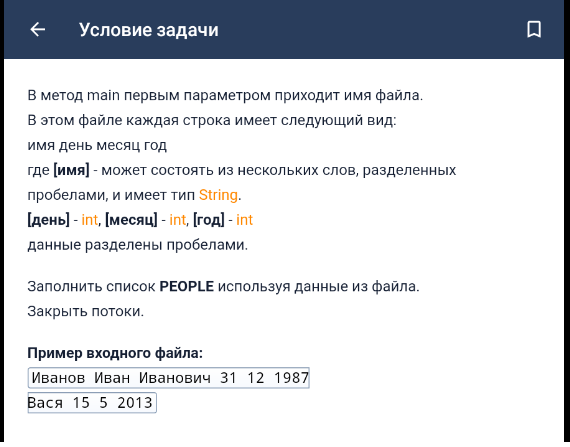 Условие задачи
В метод main первым параметром приходит имя файла.
В этом файле каждая строка имеет следующий вид:
имя день месяц год
где [имя] - может состоять из нескольких слов, разделенных
пробелами, и имеет тип String.
[день] - int, [месяц] - int, [год] - int
данные разделены пробелами.
Заполнить список PEOPLE используя данные из файла.
Закрыть потоки.
Пример входного файла:
Иванов Иван Иванович 31 12 1987
Вася 15 5 2013